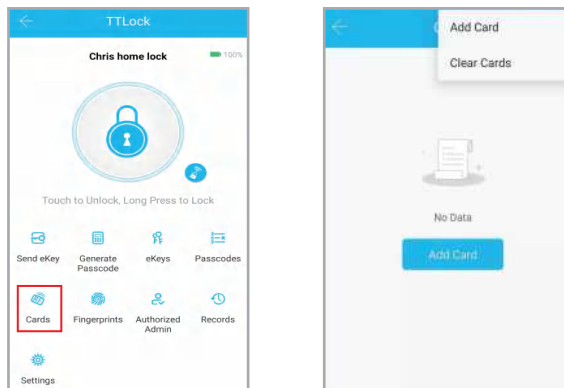 TTLock
Chris home lock
100%
Touch to Unlock, Long Press to Lock
Send eKey
Generate
Passcode
eKeys
Passcodes
Cards
Fingerprints
Authorized
Admin
Records
Settings
Add Card
Clear Cards
No Data
Add Card